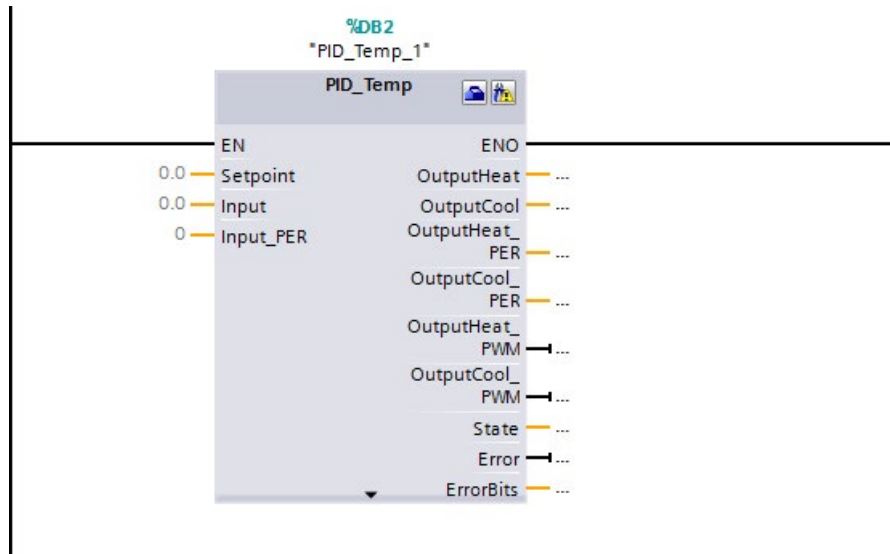 %DB2
"PID_Temp_1"
PID_Temp
EN ENO
0.0 Setpoint OutputHeat ...
0.0 Input OutputCool ...
0 Input_PER OutputHeat_
PER ...
OutputCool_
PER ...
OutputHeat_
PWM ...
OutputCool_
PWM ...
State ...
Error ...
ErrorBits ...